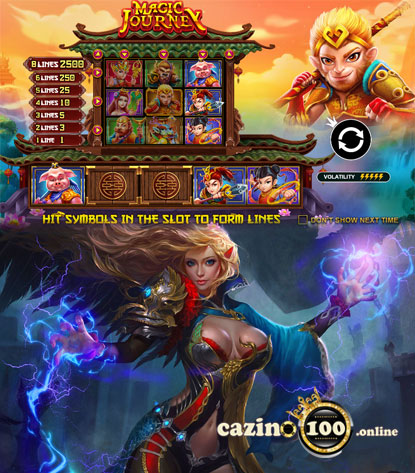 MAGIC
JOURNEY
8 LINES 2500
6 LINES 250
5 LINES 25
4 LINES 10
3 LINES 5
2 LINES 3
1 LINE 1
VOLATILITY
HIT SYMBOLS IN THE SLOT TO FORM LINES
DON'T SHOW NEXT TIME
cazino 100 .online